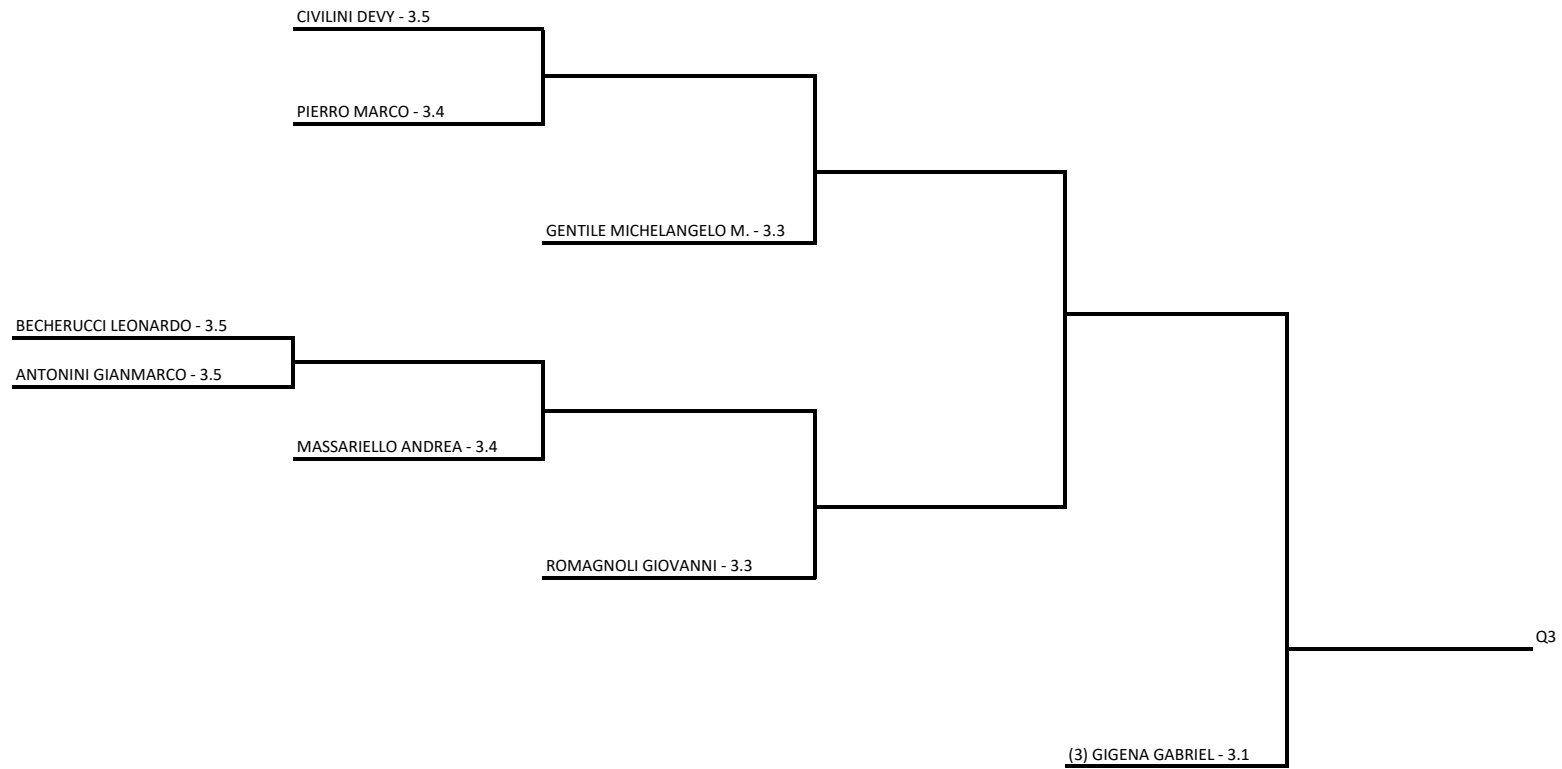 CIVILINI DEVY - 3.5
PIERRO MARCO - 3.4
GENTILE MICHELANGELO M. - 3.3
BECHERUCCI LEONARDO - 3.5
ANTONINI GIANMARCO - 3.5
MASSARIELLO ANDREA - 3.4
ROMAGNOLI GIOVANNI - 3.3
Q3
(3) GIGENA GABRIEL - 3.1